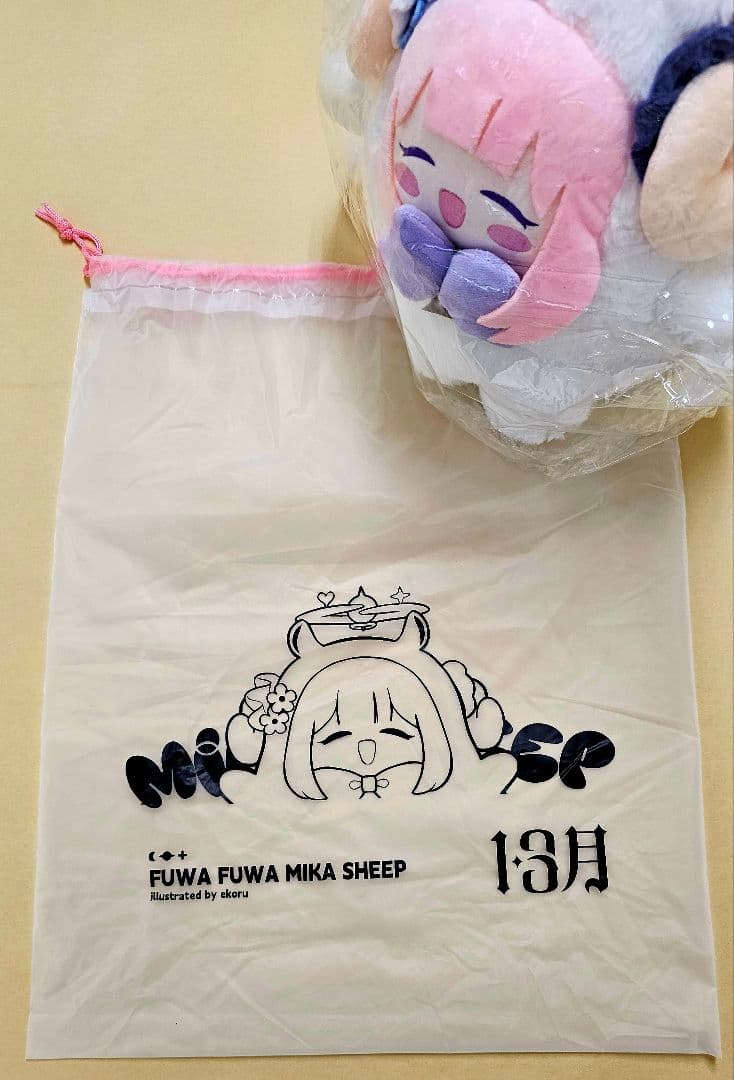 FUWA FUWA MIKA SHEEP
illustrated by ekoru
1·3月